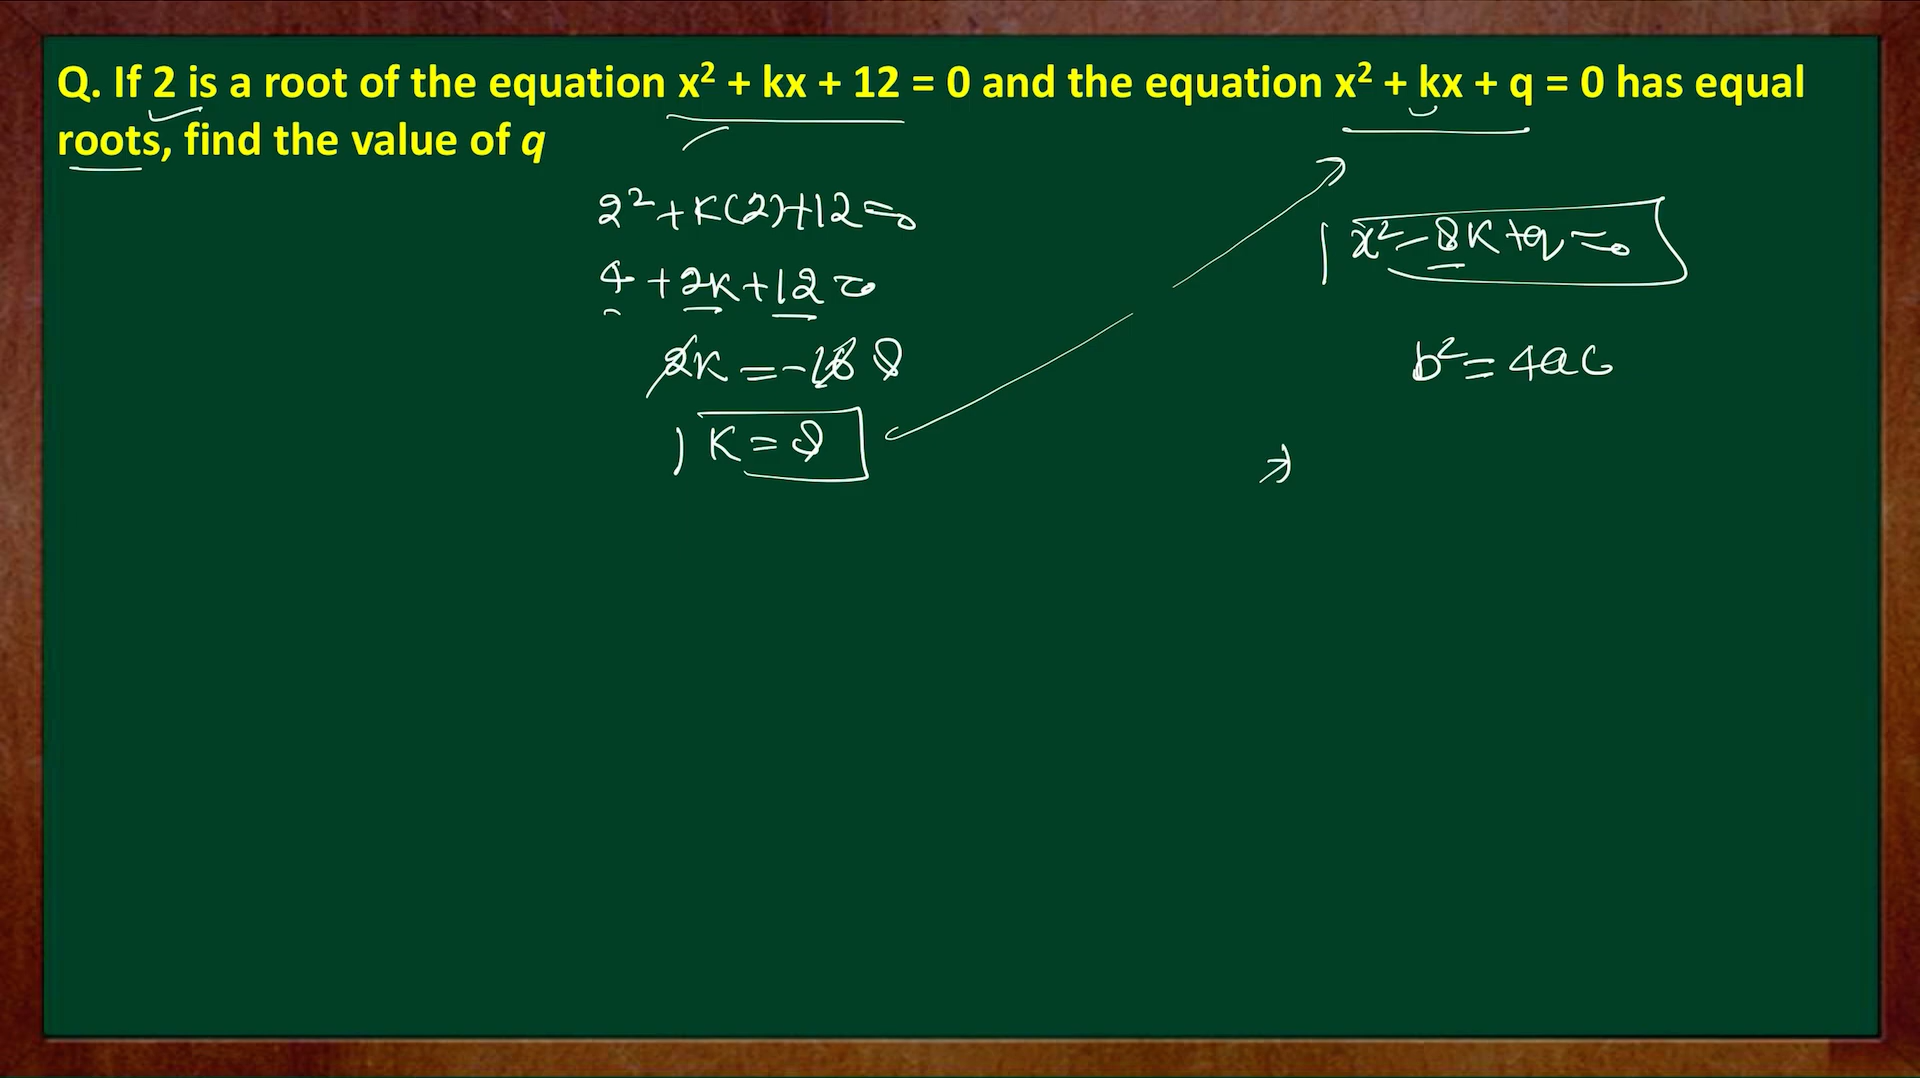 Q. If 2 is a root of the equation x² + kx + 12 = 0 and the equation x² + kx + q = 0 has equal
roots, find the value of q
2² + K(2) + 12 = 0
4 + 2K + 12 = 0
2K = -16 8
K = 8
x² - 8K + q = 0
b² = 4ac
⇒